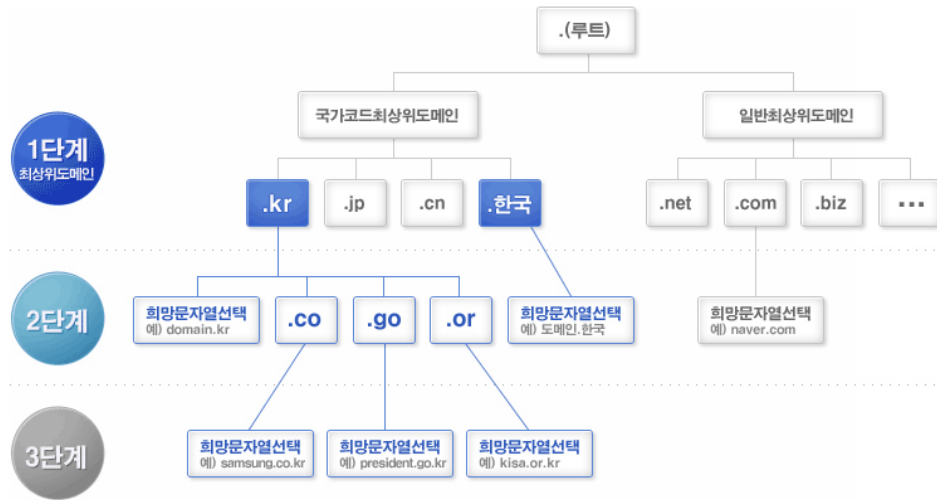 .(루트)
국가코드최상위도메인
일반최상위도메인
1단계
최상위도메인
.kr
.jp
.cn
.한국
.net
.com
.biz
...
2단계
희망문자열선택
예) domain.kr
.co
.go
.or
희망문자열선택
예) 도메인.한국
희망문자열선택
예) naver.com
3단계
희망문자열선택
예) samsung.co.kr
희망문자열선택
예) president.go.kr
희망문자열선택
예) kisa.or.kr